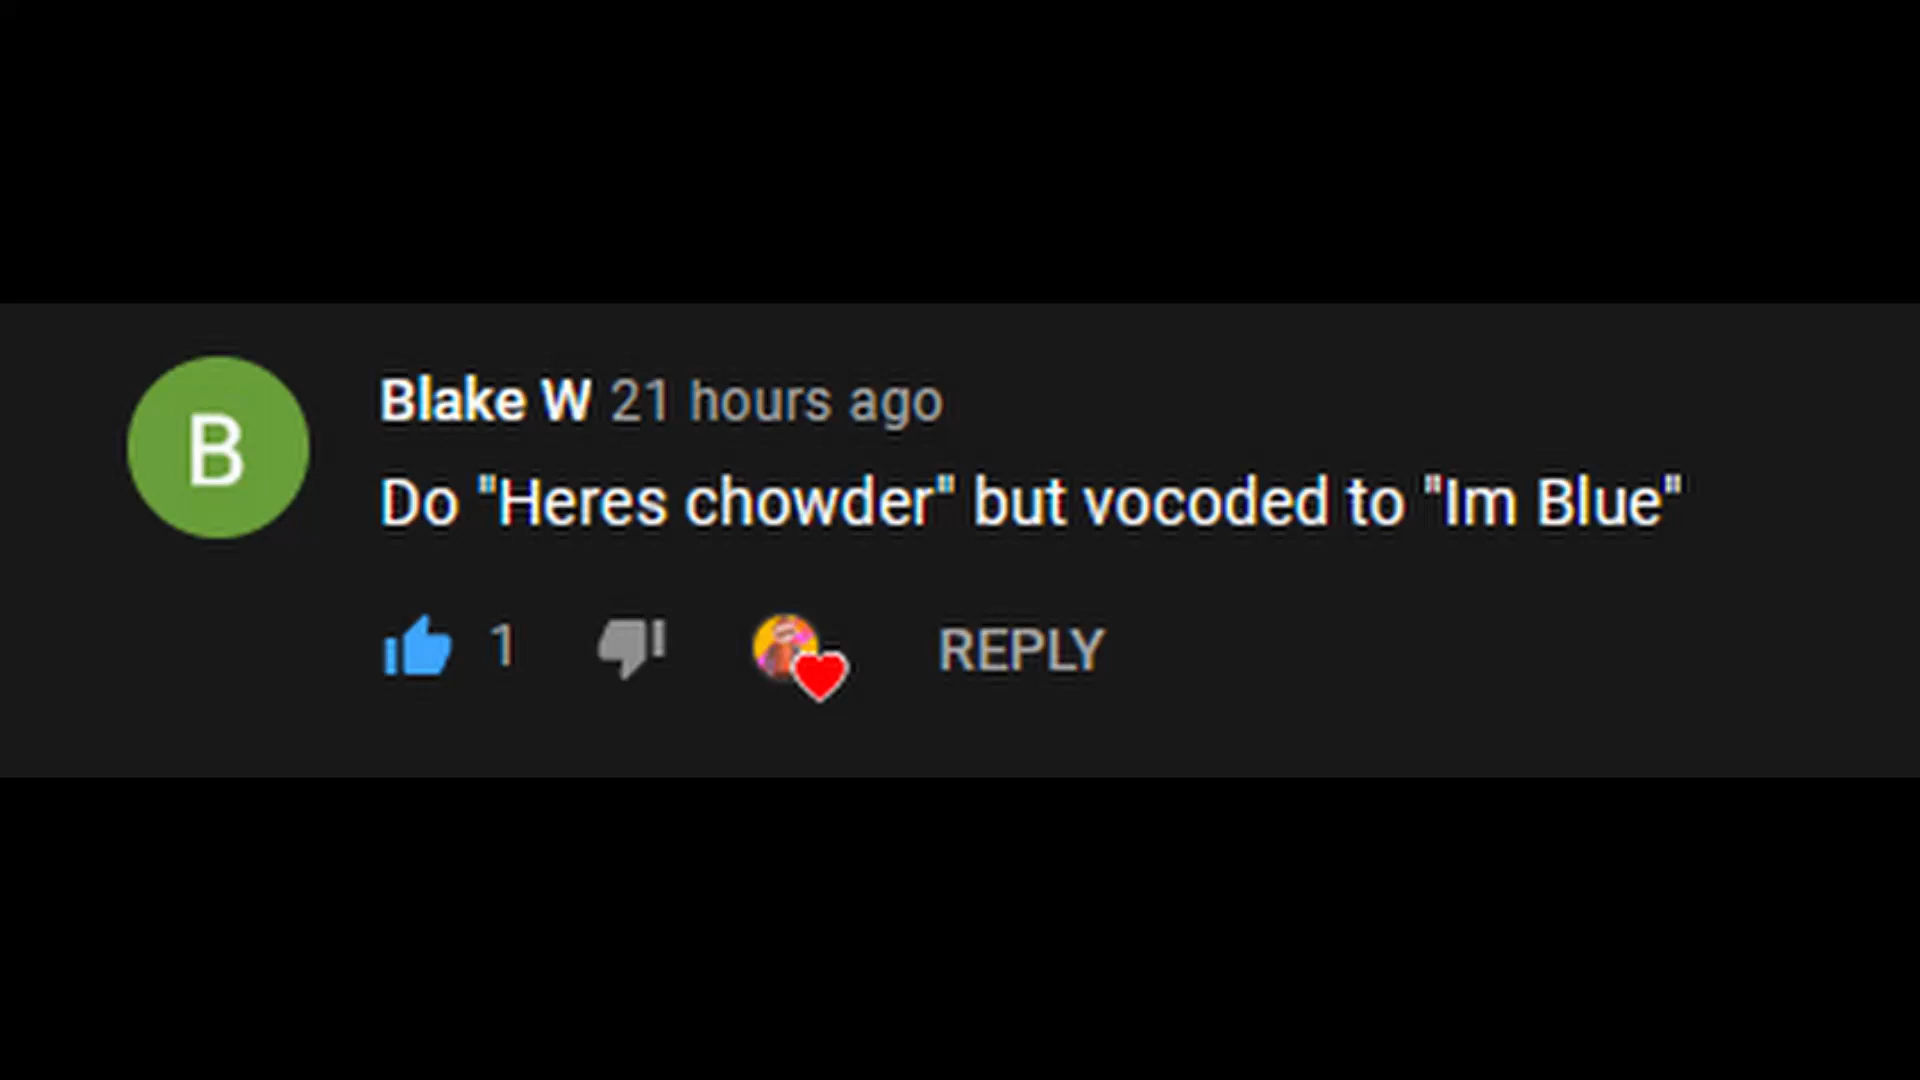 B
Blake W 21 hours ago
Do "Heres chowder" but vocoded to "Im Blue"
1 REPLY